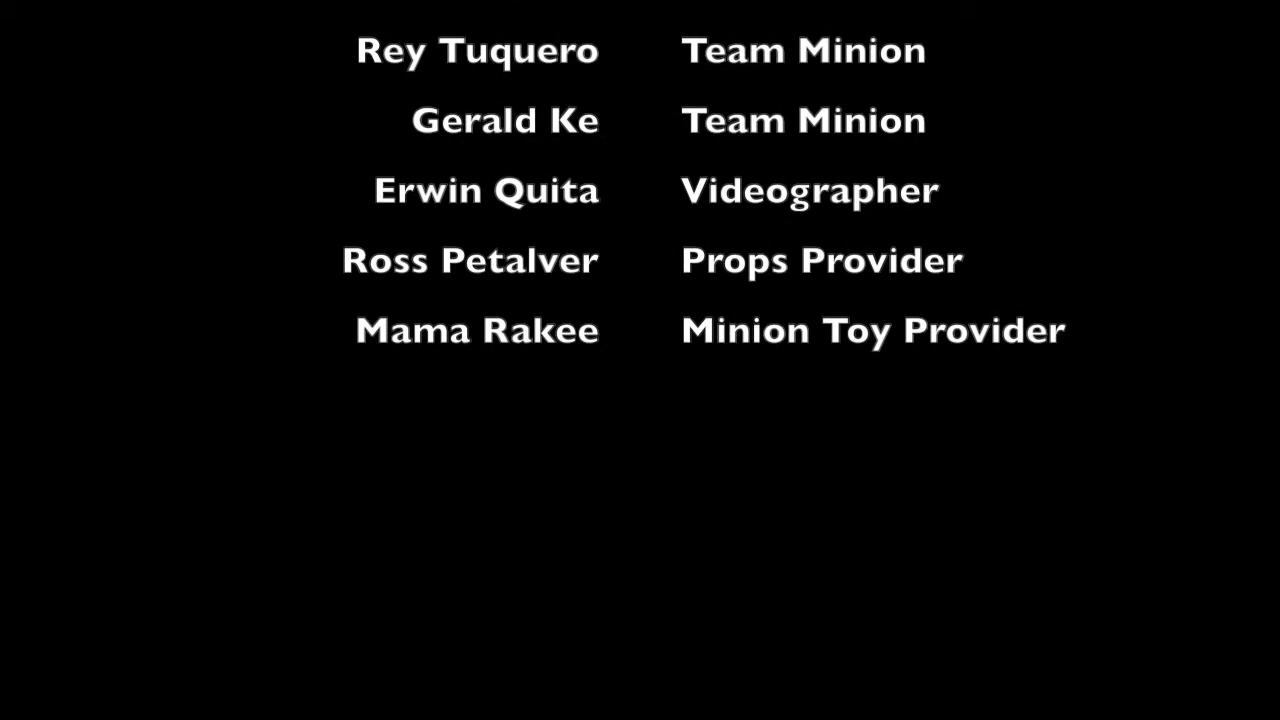 Rey Tuquero Team Minion
Gerald Ke Team Minion
Erwin Quita Videographer
Ross Petalver Props Provider
Mama Rakee Minion Toy Provider